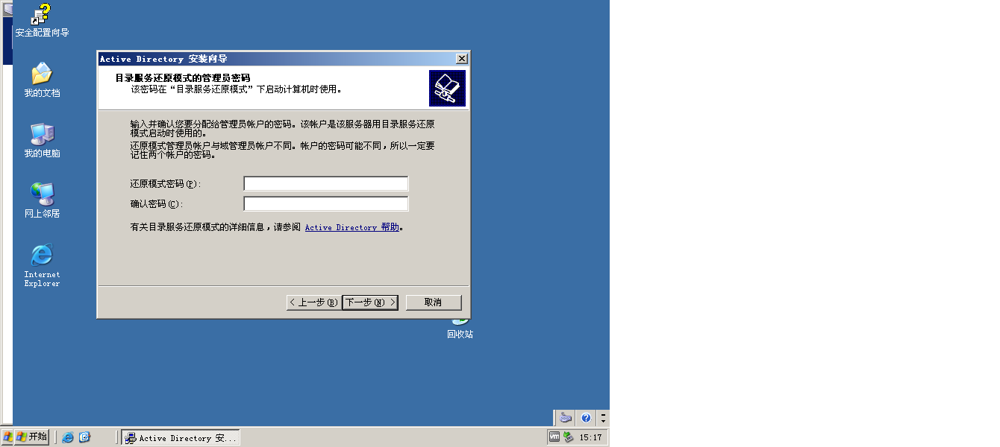 安全配置向导
我的文档
我的电脑
网上邻居
Internet
Explorer
Active Directory 安装向导
目录服务还原模式的管理员密码
该密码在“目录服务还原模式”下启动计算机时使用。
输入并确认您要分配给管理员帐户的密码。该帐户是该服务器用目录服务还原
模式启动时使用的。
还原模式管理员帐户与域管理员帐户不同。帐户的密码可能不同，所以一定要
记住两个帐户的密码。
还原模式密码(P):
确认密码(C):
有关目录服务还原模式的详细信息，请参阅 Active Directory 帮助。
< 上一步(B) 下一步(N) > 取消
回收站
开始 Active Directory 安... 15:17